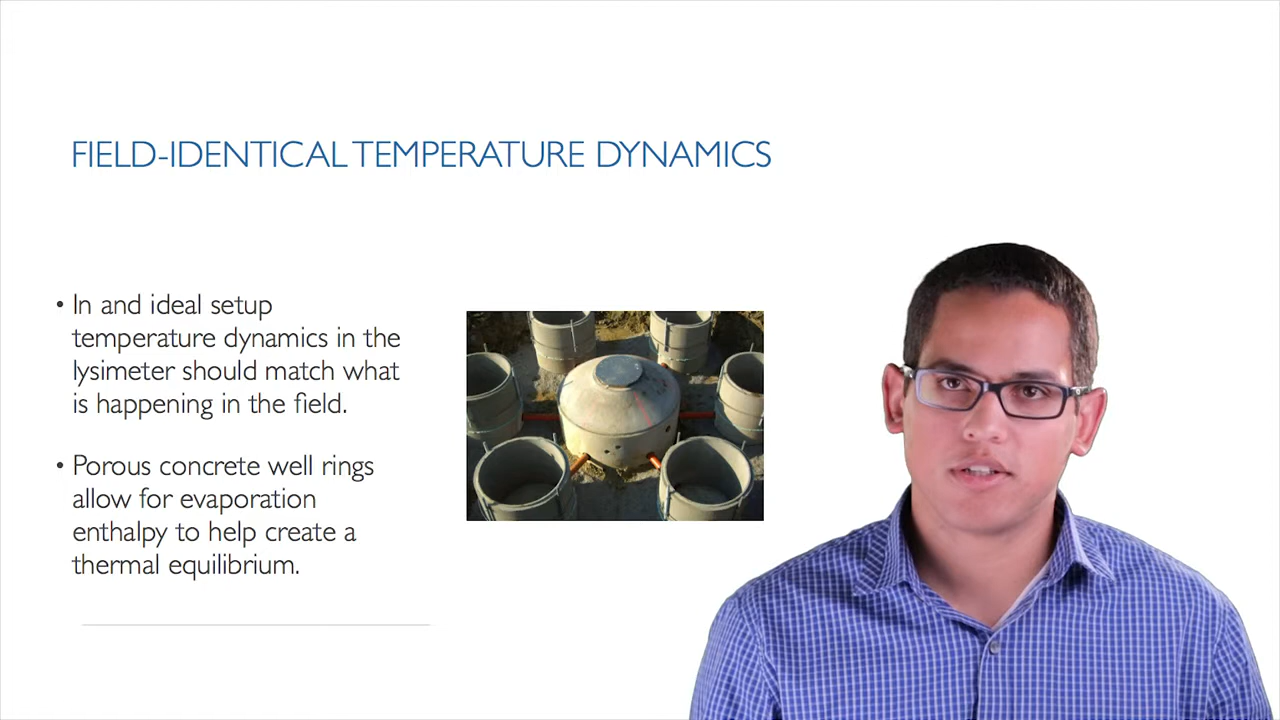 FIELD-IDENTICAL TEMPERATURE DYNAMICS
• In and ideal setup
temperature dynamics in the
lysimeter should match what
is happening in the field.
• Porous concrete well rings
allow for evaporation
enthalpy to help create a
thermal equilibrium.